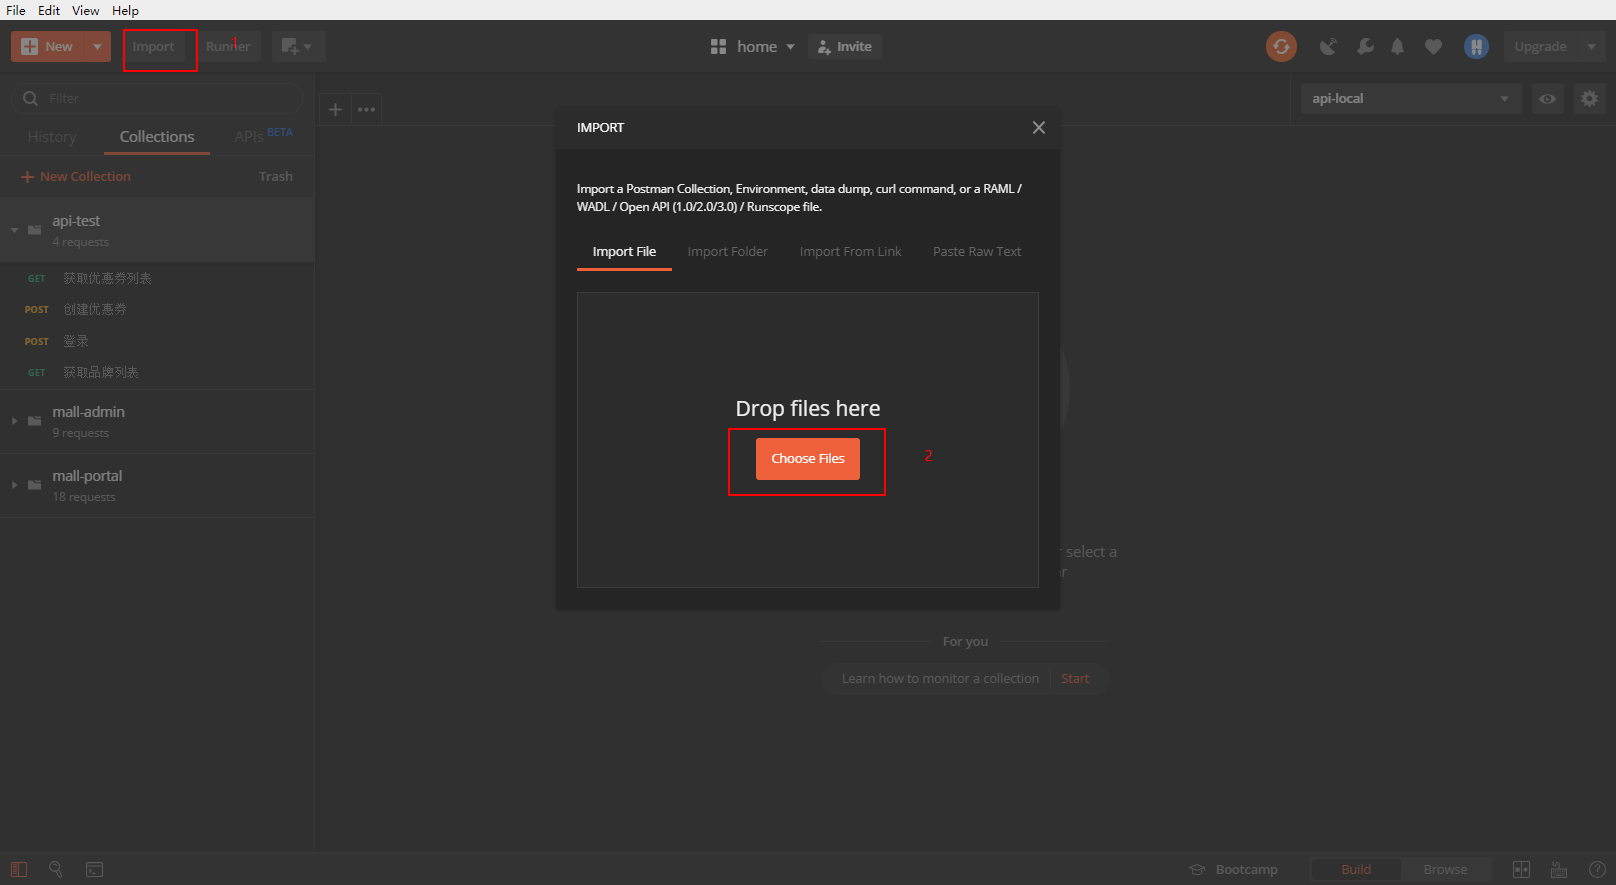 File Edit View Help
New Import Runner 1 home Invite Upgrade
Filter
History Collections APIs BETA
New Collection Trash
api-test
4 requests
GET 获取优惠券列表
POST 创建优惠券
POST 登录
GET 获取品牌列表
mall-admin
9 requests
mall-portal
18 requests
api-local
IMPORT
Import a Postman Collection, Environment, data dump, curl command, or a RAML /
WADL / Open API (1.0/2.0/3.0) / Runscope file.
Import File Import Folder Import From Link Paste Raw Text
Drop files here
Choose Files 2
select a
For you
Learn how to monitor a collection Start
Bootcamp Build Browse